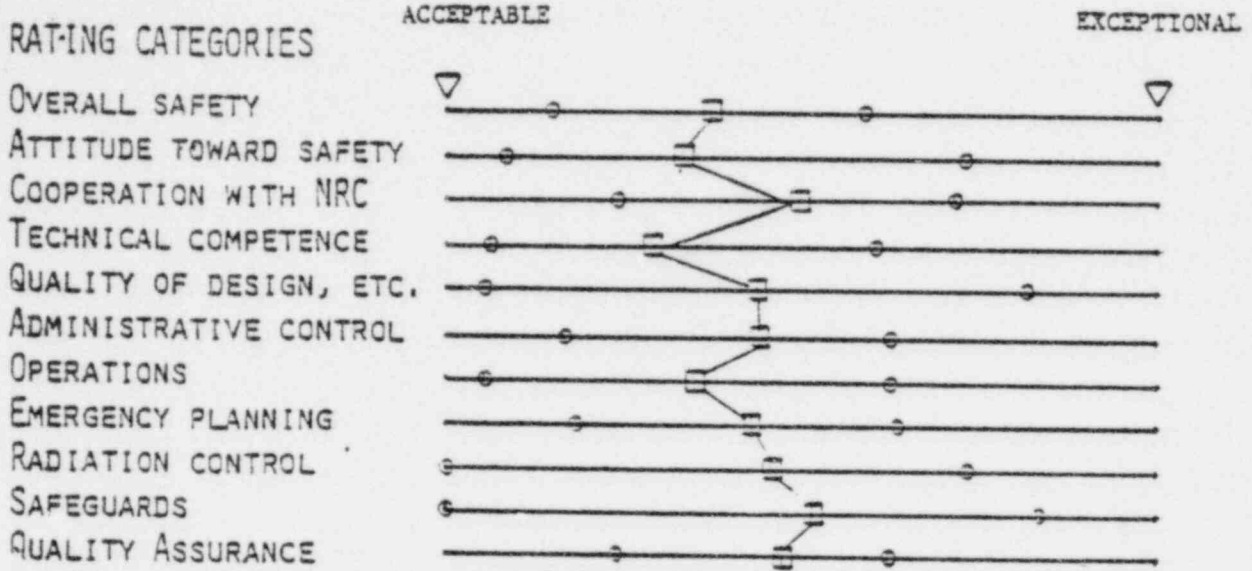 ACCEPTABLE EXCEPTIONAL
RATING CATEGORIES
OVERALL SAFETY
ATTITUDE TOWARD SAFETY
COOPERATION WITH NRC
TECHNICAL COMPETENCE
QUALITY OF DESIGN, ETC.
ADMINISTRATIVE CONTROL
OPERATIONS
EMERGENCY PLANNING
RADIATION CONTROL
SAFEGUARDS
QUALITY ASSURANCE